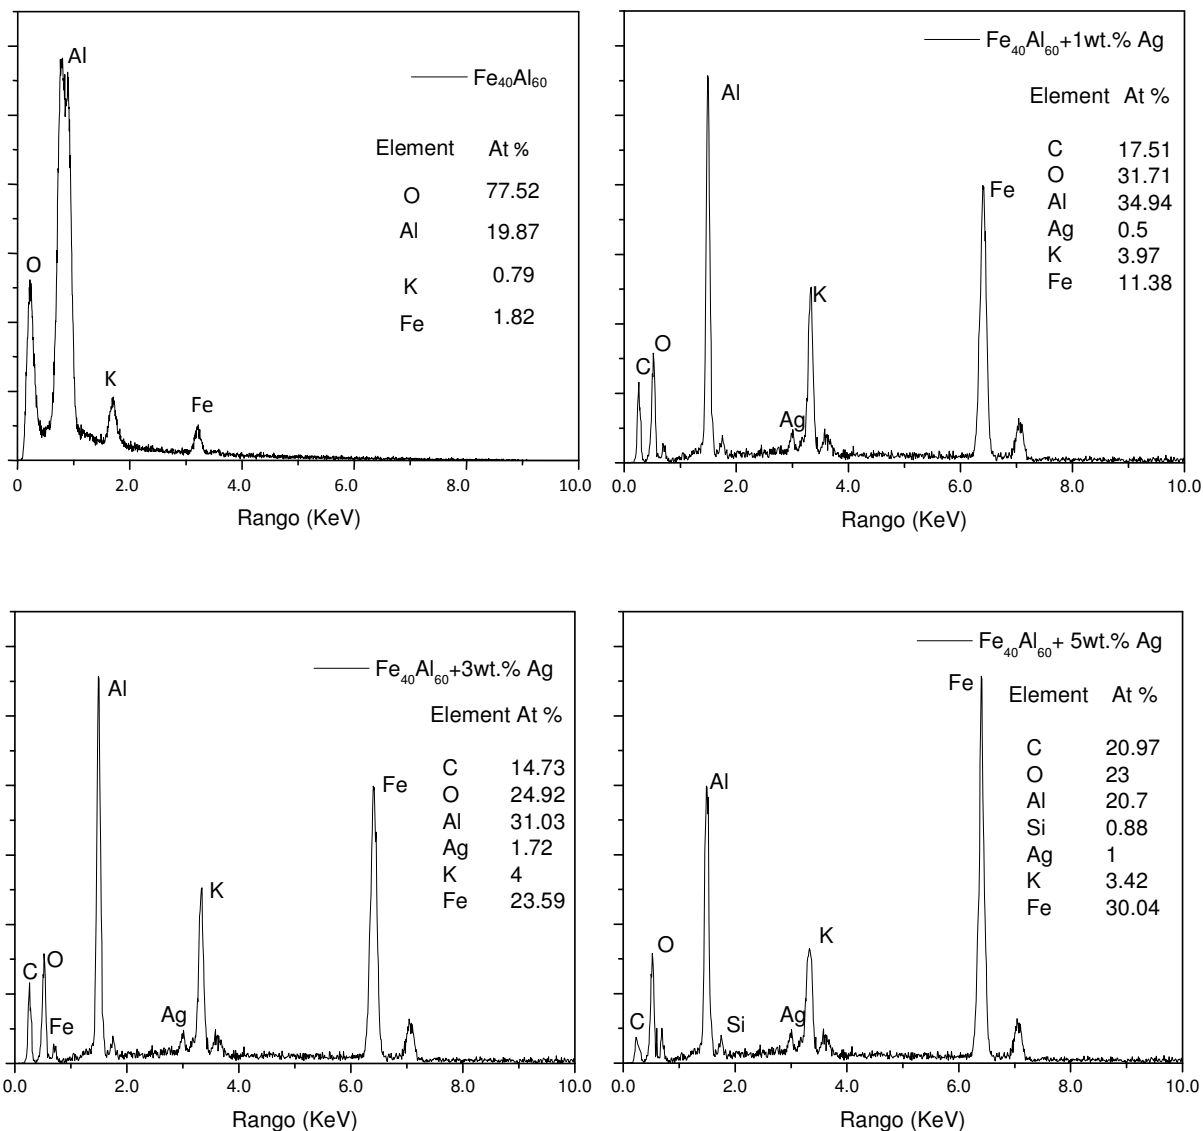 Fe40Al60
Element At %
O 77.52
Al 19.87
K 0.79
Fe 1.82
Al
O
K
Fe
0 2.0 4.0 6.0 8.0 10.0
Rango (KeV)
Fe40Al60+1wt.% Ag
Element At %
C 17.51
O 31.71
Al 34.94
Ag 0.5
K 3.97
Fe 11.38
Al
Fe
K
O
C
Ag
0.0 2.0 4.0 6.0 8.0 10.0
Rango (KeV)
Fe40Al60+3wt.% Ag
Element At %
C 14.73
O 24.92
Al 31.03
Ag 1.72
K 4
Fe 23.59
Al
Fe
K
O
C
Ag
Fe
0.0 2.0 4.0 6.0 8.0 10.0
Rango (KeV)
Fe40Al60+ 5wt.% Ag
Element At %
C 20.97
O 23
Al 20.7
Si 0.88
Ag 1
K 3.42
Fe 30.04
Fe
Al
K
O
C
Si
Ag
0.0 2.0 4.0 6.0 8.0 10.0
Rango (KeV)